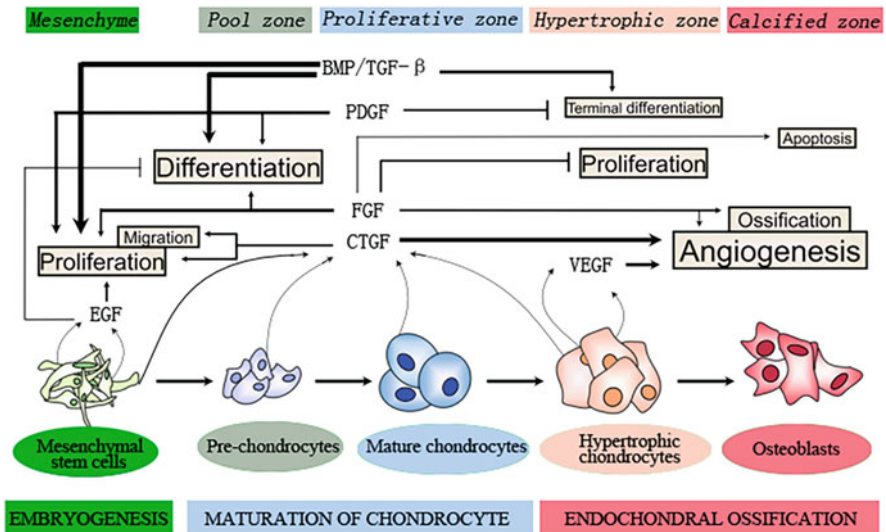 Mesenchyme
Pool zone
Proliferative zone
Hypertrophic zone
Calcified zone
BMP/TGF-β
PDGF
Terminal differentiation
Apoptosis
Differentiation
Proliferation
FGF
Ossification
Migration
CTGF
Angiogenesis
Proliferation
VEGF
EGF
Mesenchymal
stem cells
Pre-chondrocytes
Mature chondrocytes
Hypertrophic
chondrocytes
Osteoblasts
EMBRYOGENESIS
MATURATION OF CHONDROCYTE
ENDOCHONDRAL OSSIFICATION